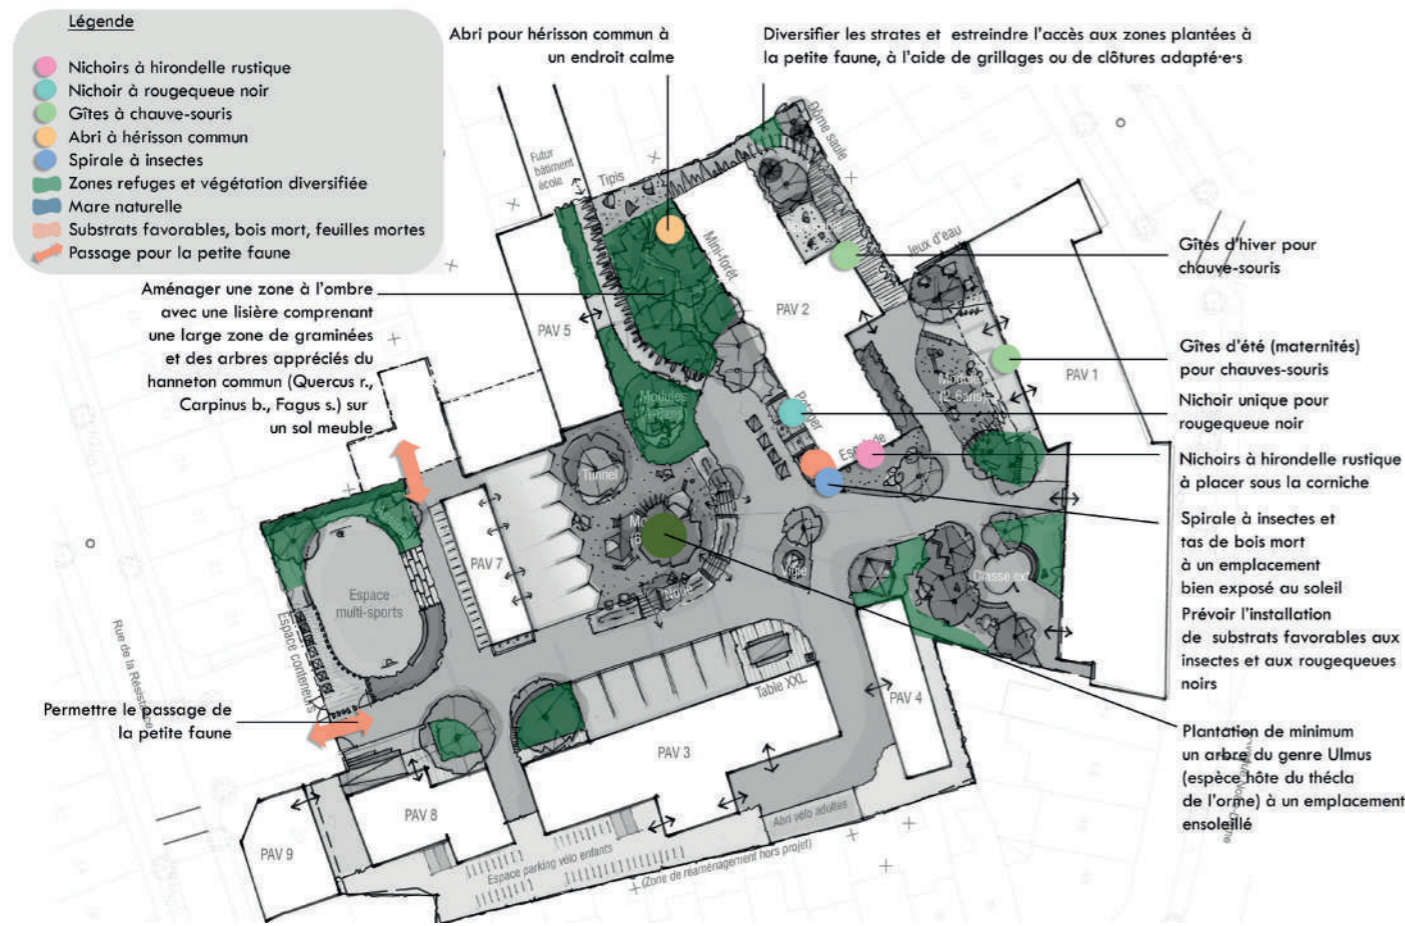 Légende
Nichoirs à hirondelle rustique
Nichoir à rougequeue noir
Gîtes à chauve-souris
Abri à hérisson commun
Spirale à insectes
Zones refuges et végétation diversifiée
Mare naturelle
Substrats favorables, bois mort, feuilles mortes
Passage pour la petite faune
Abri pour hérisson commun à
un endroit calme
Diversifier les strates et estreindre l'accès aux zones plantées à
la petite faune, à l'aide de grillages ou de clôtures adapté·e·s
Aménager une zone à l'ombre
avec une lisière comprenant
une large zone de graminées
et des arbres appréciés du
hanneton commun (Quercus r.,
Carpinus b., Fagus s.) sur
un sol meuble
Permettre le passage de
la petite faune
Gîtes d'hiver pour
chauve-souris
Gîtes d'été (maternités)
pour chauves-souris
Nichoir unique pour
rougequeue noir
Nichoirs à hirondelle rustique
à placer sous la corniche
Spirale à insectes et
tas de bois mort
à un emplacement
bien exposé au soleil
Prévoir l'installation
de substrats favorables aux
insectes et aux rougequeues
noirs
Plantation de minimum
un arbre du genre Ulmus
(espèce hôte du thécla
de l'orme) à un emplacement
ensoleillé
Futur
bâtiment
école
Tipis
Dôme saule
Mini-forêt
Jeux d'eau
PAV 5
PAV 2
PAV 1
Modules
(2-6ans)
Potager
Tunnel
PAV 7
Noue
Classe ext.
Espace
multi-sports
Espace conteneurs
Rue de la Résistance
Table XXL
PAV 4
PAV 3
PAV 8
PAV 9
Abri vélo adultes
Espace parking vélo enfants
(Zone de réaménagement hors projet)